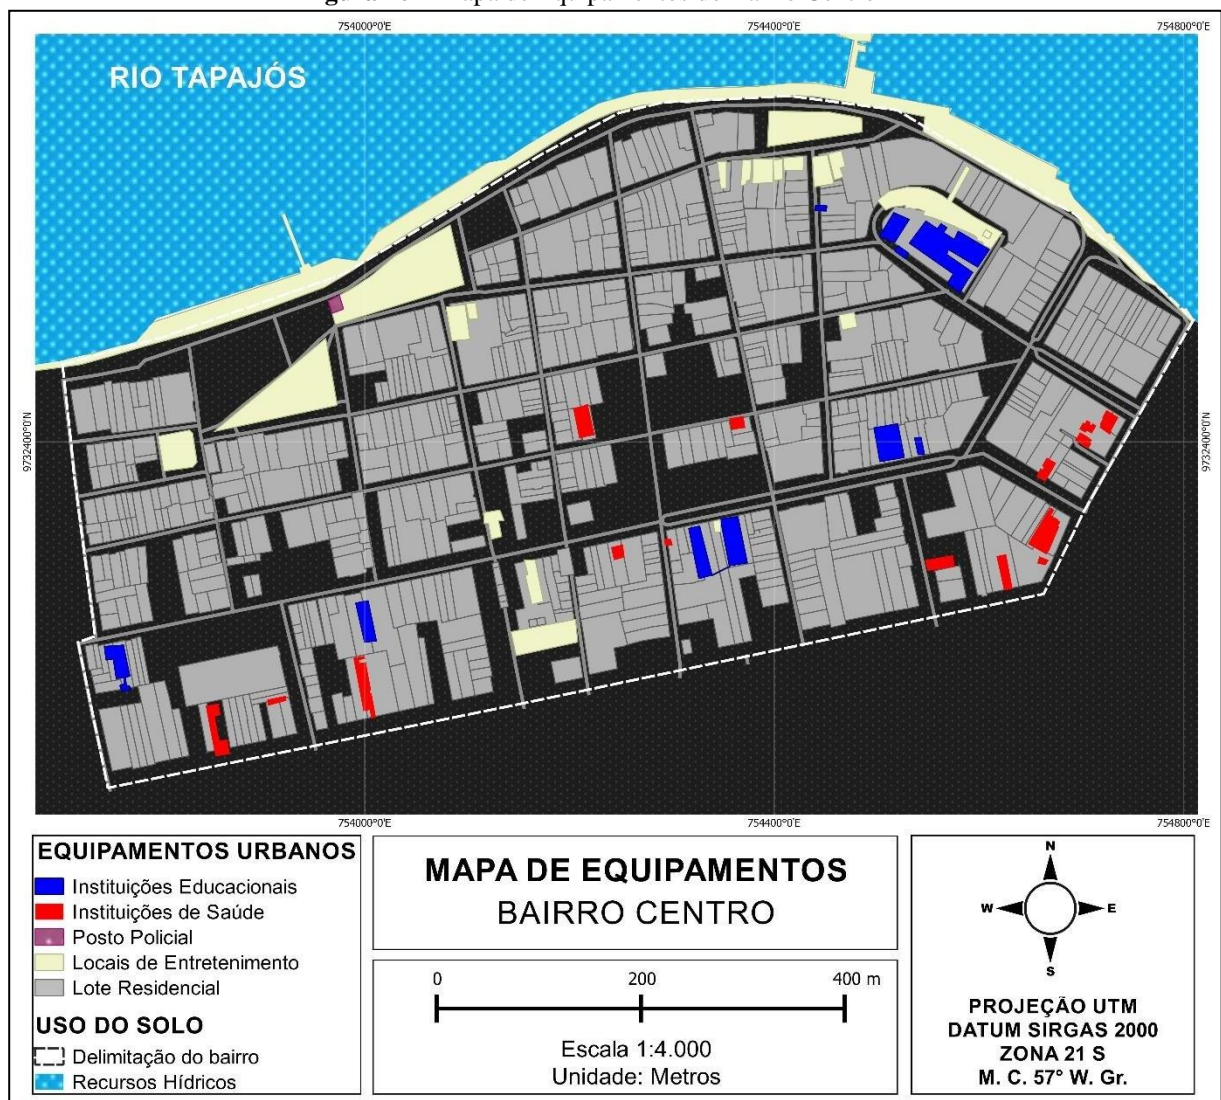 754000°0'E
754400°0'E
754800°0'E
RIO TAPAJÓS
9732400°0'N
9732400°0'N
754000°0'E
754400°0'E
754800°0'E
EQUIPAMENTOS URBANOS
Instituições Educacionais
Instituições de Saúde
Posto Policial
Locais de Entretenimento
Lote Residencial
USO DO SOLO
Delimitação do bairro
Recursos Hídricos
MAPA DE EQUIPAMENTOS
BAIRRO CENTRO
0 200 400 m
Escala 1:4.000
Unidade: Metros
N
W E
S
PROJEÇÃO UTM
DATUM SIRGAS 2000
ZONA 21 S
M. C. 57° W. Gr.